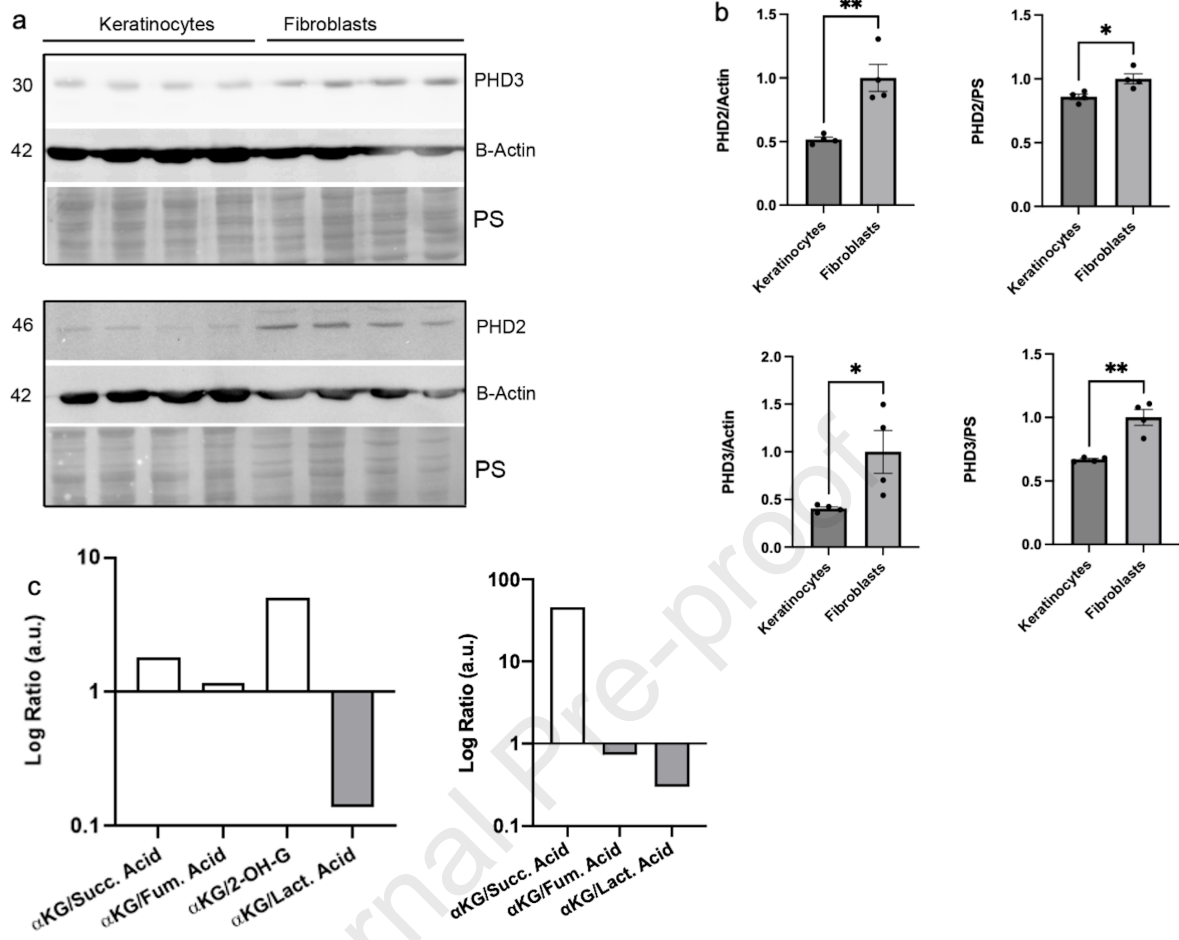 a
Keratinocytes Fibroblasts
30
PHD3
42
B-Actin
PS
46
PHD2
42
B-Actin
PS
b
PHD2/Actin
1.5
1.0
0.5
0.0
**
Keratinocytes
Fibroblasts
PHD2/PS
1.5
1.0
0.5
0.0
*
Keratinocytes
Fibroblasts
PHD3/Actin
2.0
1.5
1.0
0.5
0.0
*
Keratinocytes
Fibroblasts
PHD3/PS
1.5
1.0
0.5
0.0
**
Keratinocytes
Fibroblasts
c
Log Ratio (a.u.)
10
1
0.1
αKG/Succ. Acid
αKG/Fum. Acid
αKG/2-OH-G
αKG/Lact. Acid
Log Ratio (a.u.)
100
10
1
0.1
αKG/Succ. Acid
αKG/Fum. Acid
αKG/Lact. Acid
rnal Pre-proof